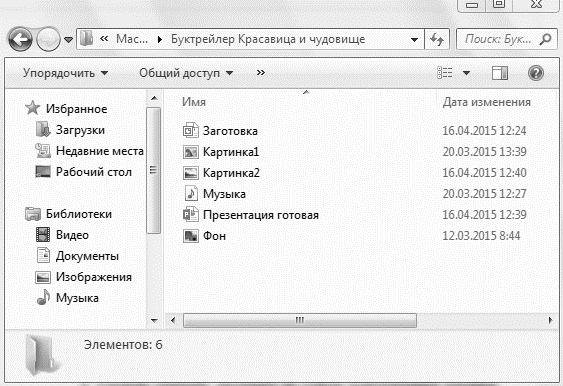 Мас... Буктрейлер Красавица и чудовище Поиск: Бук...
Упорядочить Общий доступ »
Имя Дата изменения
Избранное
Загрузки
Недавние места
Рабочий стол
Библиотеки
Видео
Документы
Изображения
Музыка
Заготовка 16.04.2015 12:24
Картинка1 20.03.2015 13:39
Картинка2 16.04.2015 12:40
Музыка 20.03.2015 12:27
Презентация готовая 16.04.2015 12:39
Фон 12.03.2015 8:44
Элементов: 6